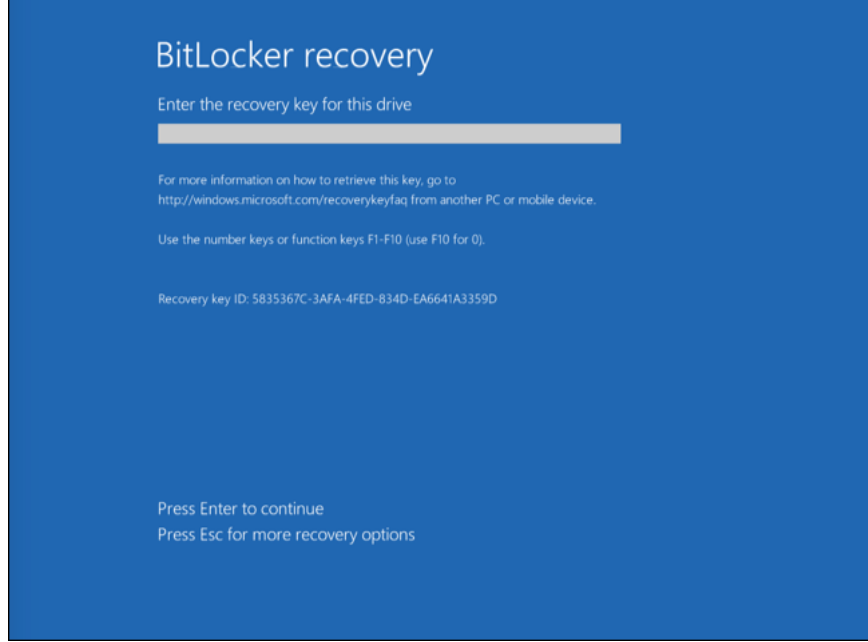 BitLocker recovery
Enter the recovery key for this drive
For more information on how to retrieve this key, go to
http://windows.microsoft.com/recoverykeyfaq from another PC or mobile device.
Use the number keys or function keys F1-F10 (use F10 for 0).
Recovery key ID: 5835367C-3AFA-4FED-834D-EA6641A3359D
Press Enter to continue
Press Esc for more recovery options